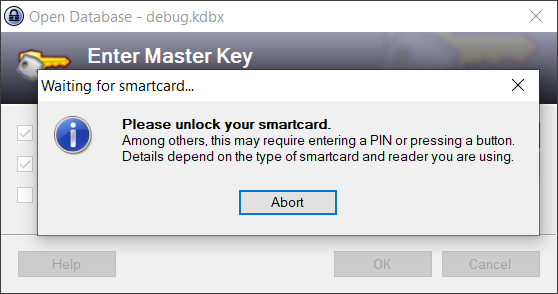 Open Database - debug.kdbx
Enter Master Key
Waiting for smartcard...
Please unlock your smartcard.
Among others, this may require entering a PIN or pressing a button.
Details depend on the type of smartcard and reader you are using.
Abort
Help
OK
Cancel